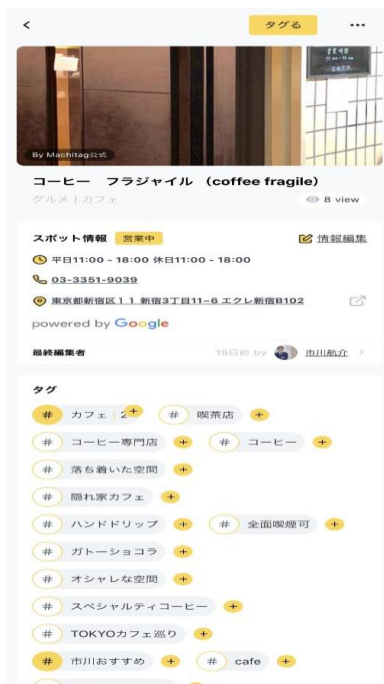 タグる
By Machitag公式
コーヒー　フラジャイル （coffee fragile）
グルメ | カフェ
8 view
スポット情報 営業中 情報編集
平日11:00 - 18:00 休日11:00 - 18:00
03-3351-9039
東京都新宿区１１ 新宿3丁目11−6 エクレ新宿B102
powered by Google
最終編集者 19日前 by 市川航介
タグ
# カフェ | 2 + # 喫茶店 +
# コーヒー専門店 + # コーヒー +
# 落ち着いた空間 +
# 隠れ家カフェ +
# ハンドドリップ + # 全面喫煙可 +
# ガトーショコラ +
# オシャレな空間 +
# スペシャルティコーヒー +
# TOKYOカフェ巡り +
# 市川おすすめ + # cafe +